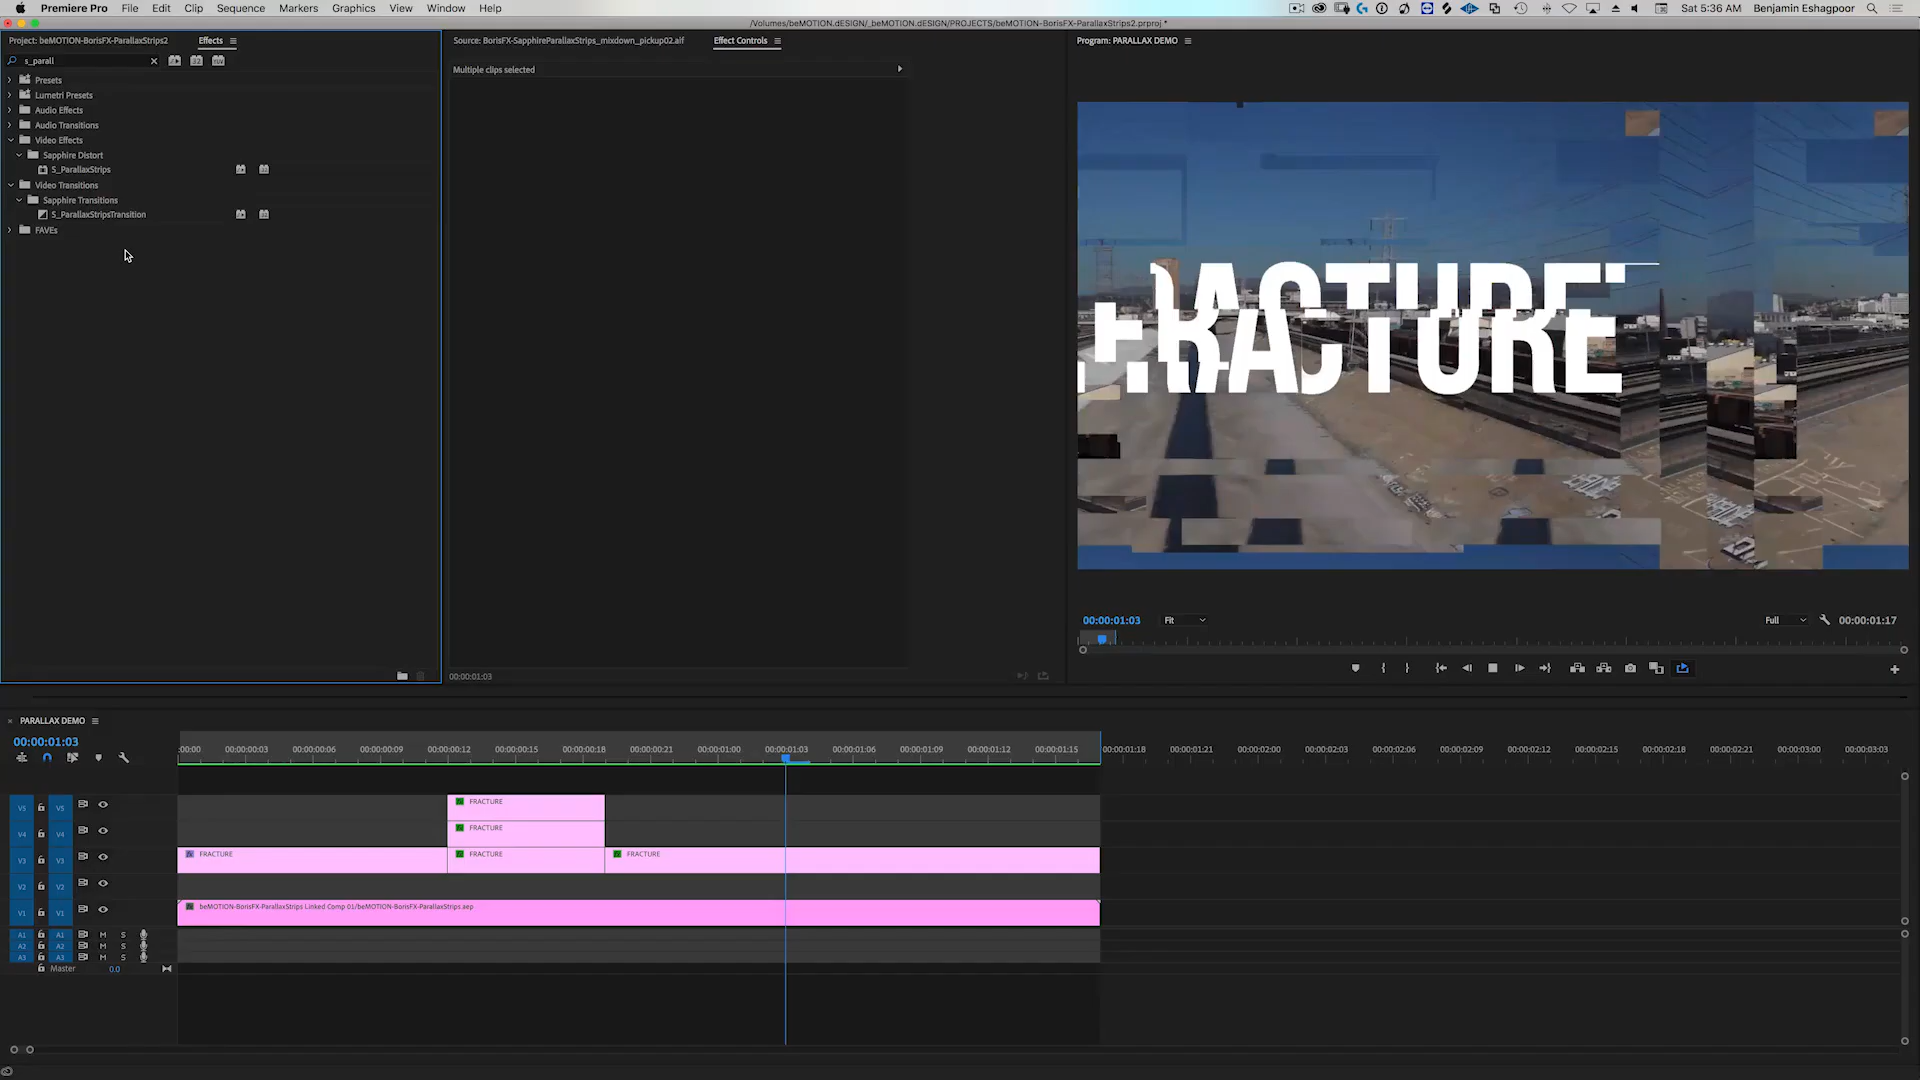 Premiere Pro File Edit Clip Sequence Markers Graphics View Window Help
Sat 5:36 AM Benjamin Eshagpoor
/Volumes/beMOTION.dESIGN/_beMOTION.dESIGN/PROJECTS/beMOTION-BorisFX-ParallaxStrips2.prproj *
Project: beMOTION-BorisFX-ParallaxStrips2 Effects
Source: BorisFX-SapphireParallaxStrips_mixdown_pickup02.aif Effect Controls
Program: PARALLAX DEMO
s_parall
32 YUV
Multiple clips selected
Presets
Lumetri Presets
Audio Effects
Audio Transitions
Video Effects
Sapphire Distort
S_ParallaxStrips
Video Transitions
Sapphire Transitions
S_ParallaxStripsTransition
FAVEs
FRACTURE
00:00:01:03 Fit Full 00:00:01:17
00:00:01:03
PARALLAX DEMO
00:00:01:03
:00:00 00:00:00:03 00:00:00:06 00:00:00:09 00:00:00:12 00:00:00:15 00:00:00:18 00:00:00:21 00:00:01:00 00:00:01:03 00:00:01:06 00:00:01:09 00:00:01:12 00:00:01:15 00:00:01:18 00:00:01:21 00:00:02:00 00:00:02:03 00:00:02:06 00:00:02:09 00:00:02:12 00:00:02:15 00:00:02:18 00:00:02:21 00:00:03:00 00:00:03:03
V5 V5 FRACTURE
V4 V4 FRACTURE
V3 V3 FRACTURE FRACTURE FRACTURE
V2 V2
V1 V1 beMOTION-BorisFX-ParallaxStrips Linked Comp 01/beMOTION-BorisFX-ParallaxStrips.aep
A1 A1 M S
A2 A2 M S
A3 A3 M S
Master 0.0